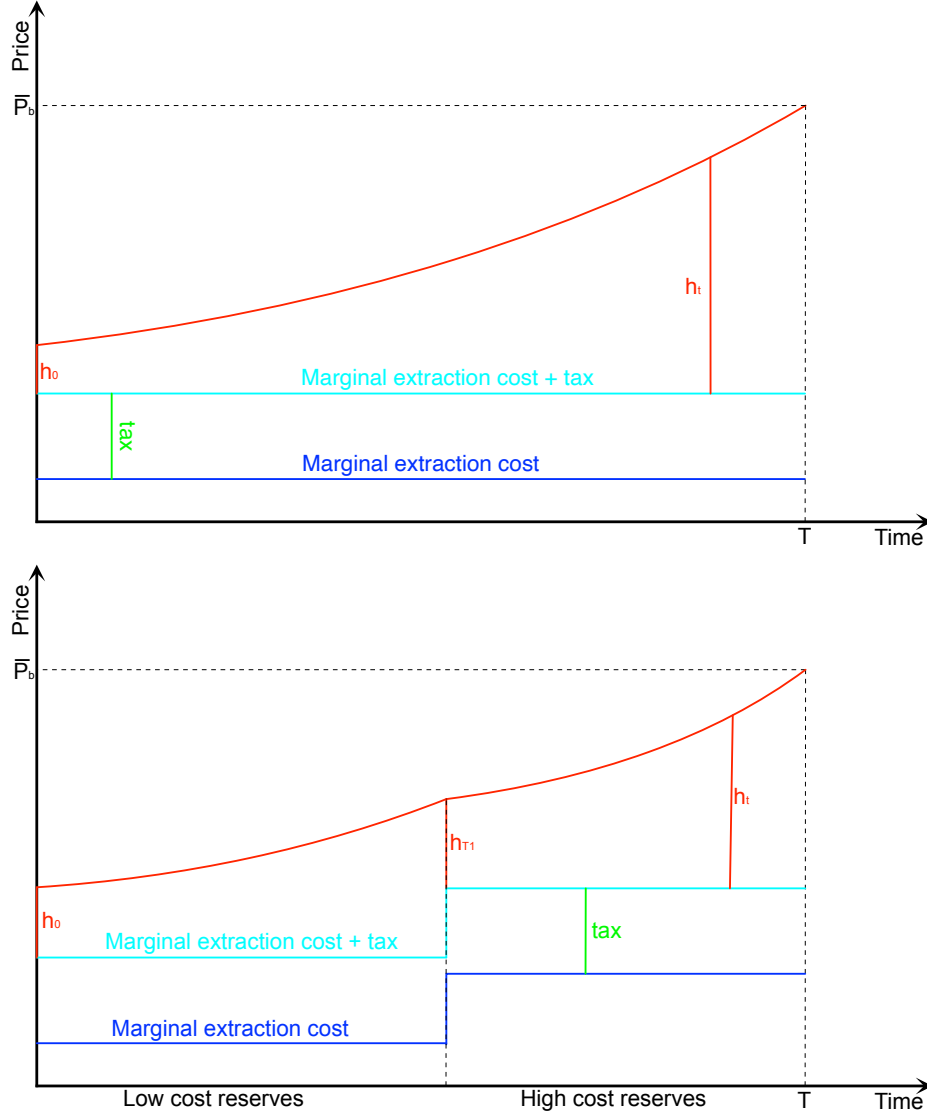 Price
P̅b
h0
Marginal extraction cost + tax
ht
tax
Marginal extraction cost
T
Time
Price
P̅b
hT1
ht
h0
Marginal extraction cost + tax
tax
Marginal extraction cost
Low cost reserves
High cost reserves
T
Time